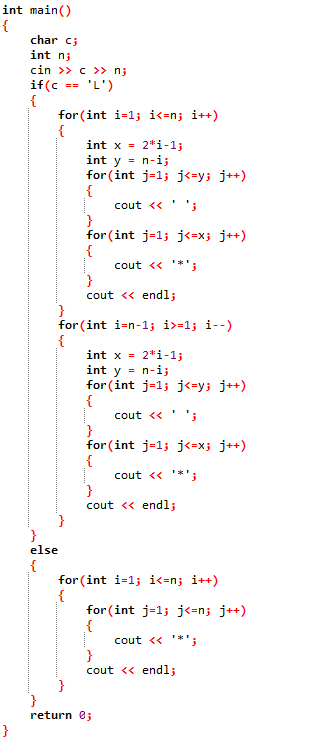 int main()
{
    char c;
    int n;
    cin >> c >> n;
    if(c == 'L')
    {
        for(int i=1; i<=n; i++)
        {
            int x = 2*i-1;
            int y = n-i;
            for(int j=1; j<=y; j++)
            {
                cout << ' ';
            }
            for(int j=1; j<=x; j++)
            {
                cout << '*';
            }
            cout << endl;
        }
        for(int i=n-1; i>=1; i--)
        {
            int x = 2*i-1;
            int y = n-i;
            for(int j=1; j<=y; j++)
            {
                cout << ' ';
            }
            for(int j=1; j<=x; j++)
            {
                cout << '*';
            }
            cout << endl;
        }
    }
    else
    {
        for(int i=1; i<=n; i++)
        {
            for(int j=1; j<=n; j++)
            {
                cout << '*';
            }
            cout << endl;
        }
    }
    return 0;
}